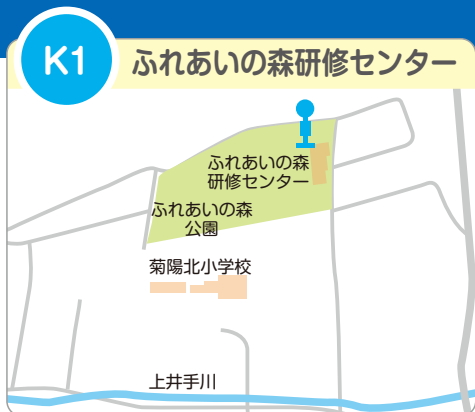 K1
ふれあいの森研修センター
ふれあいの森
研修センター
ふれあいの森
公園
菊陽北小学校
上井手川